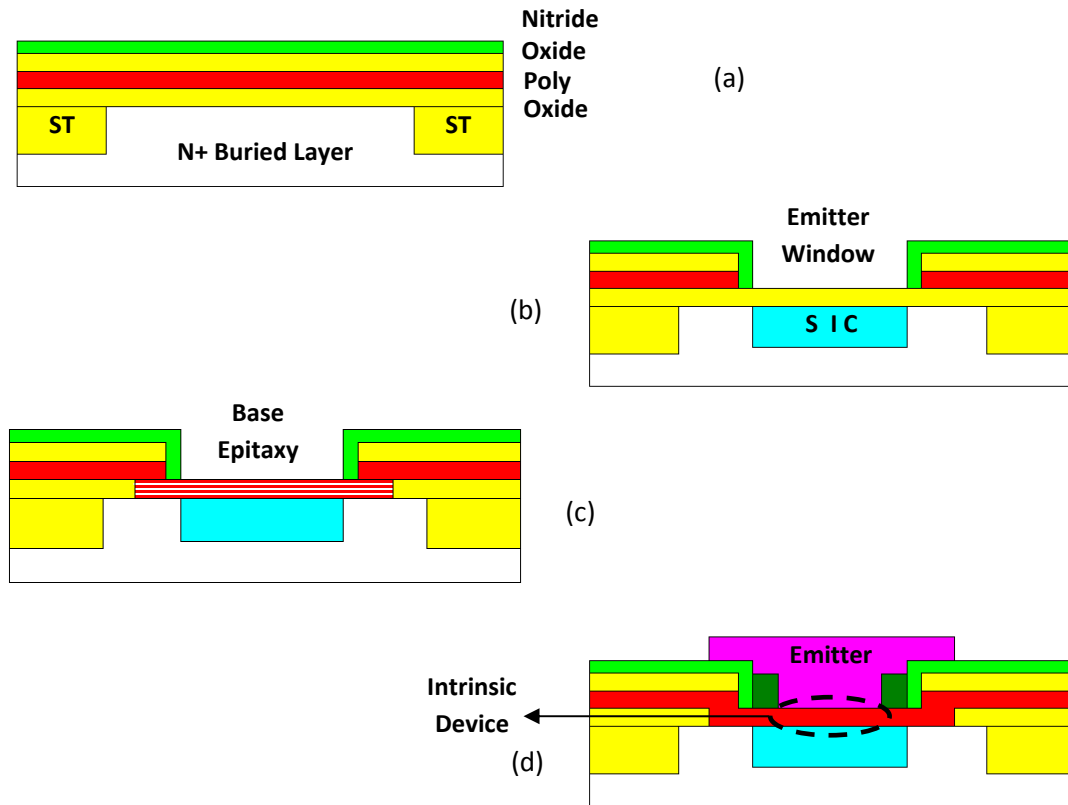 Nitride
Oxide
Poly
Oxide
(a)
ST
ST
N+ Buried Layer
Emitter
Window
(b)
S I C
Base
Epitaxy
(c)
Emitter
Intrinsic
Device
(d)